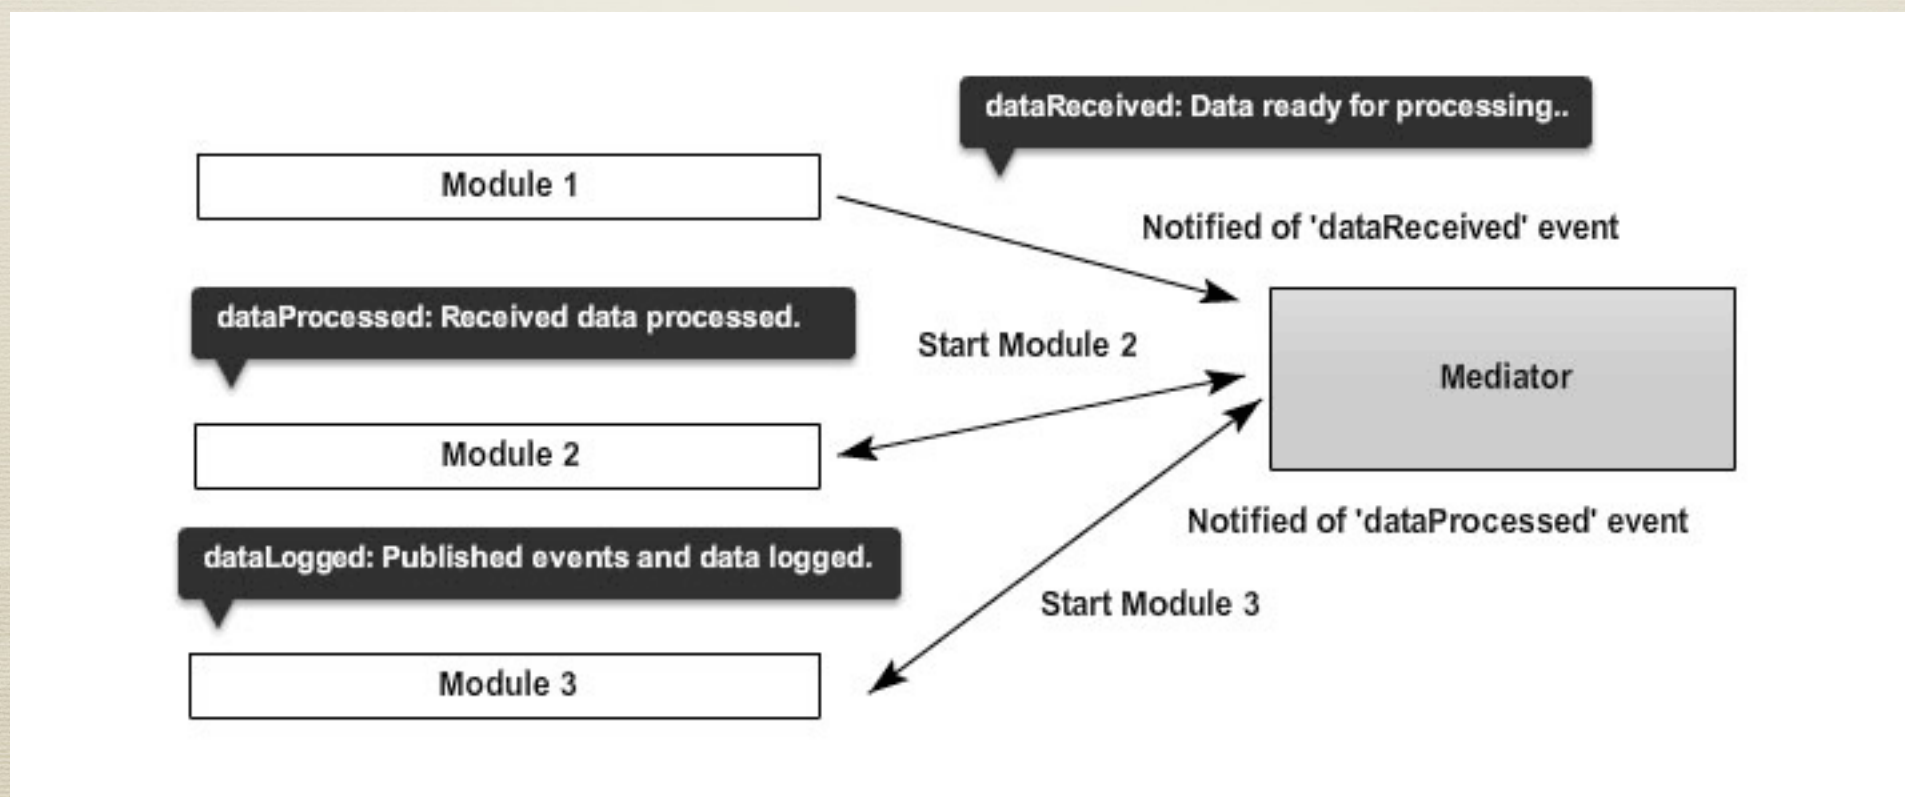 dataReceived: Data ready for processing..
Module 1
Notified of 'dataReceived' event
dataProcessed: Received data processed.
Start Module 2
Mediator
Module 2
Notified of 'dataProcessed' event
dataLogged: Published events and data logged.
Start Module 3
Module 3